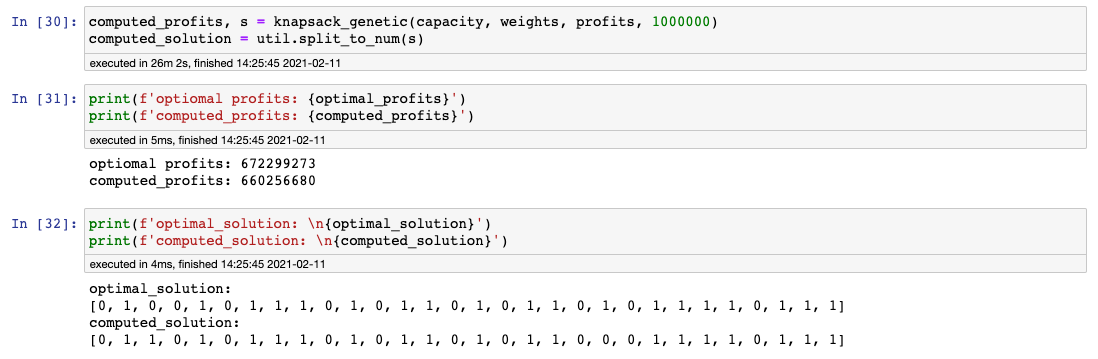 In [30]: computed_profits, s = knapsack_genetic(capacity, weights, profits, 1000000)
computed_solution = util.split_to_num(s)
executed in 26m 2s, finished 14:25:45 2021-02-11
In [31]: print(f'optiomal profits: {optimal_profits}')
print(f'computed_profits: {computed_profits}')
executed in 5ms, finished 14:25:45 2021-02-11
optiomal profits: 672299273
computed_profits: 660256680
In [32]: print(f'optimal_solution: \n{optimal_solution}')
print(f'computed_solution: \n{computed_solution}')
executed in 4ms, finished 14:25:45 2021-02-11
optimal_solution:
[0, 1, 0, 0, 1, 0, 1, 1, 1, 0, 1, 0, 1, 1, 0, 1, 0, 1, 1, 0, 1, 0, 1, 1, 1, 1, 0, 1, 1, 1]
computed_solution:
[0, 1, 1, 0, 1, 0, 1, 1, 1, 0, 1, 0, 1, 1, 0, 1, 0, 1, 1, 0, 0, 0, 1, 1, 1, 1, 0, 1, 1, 1]